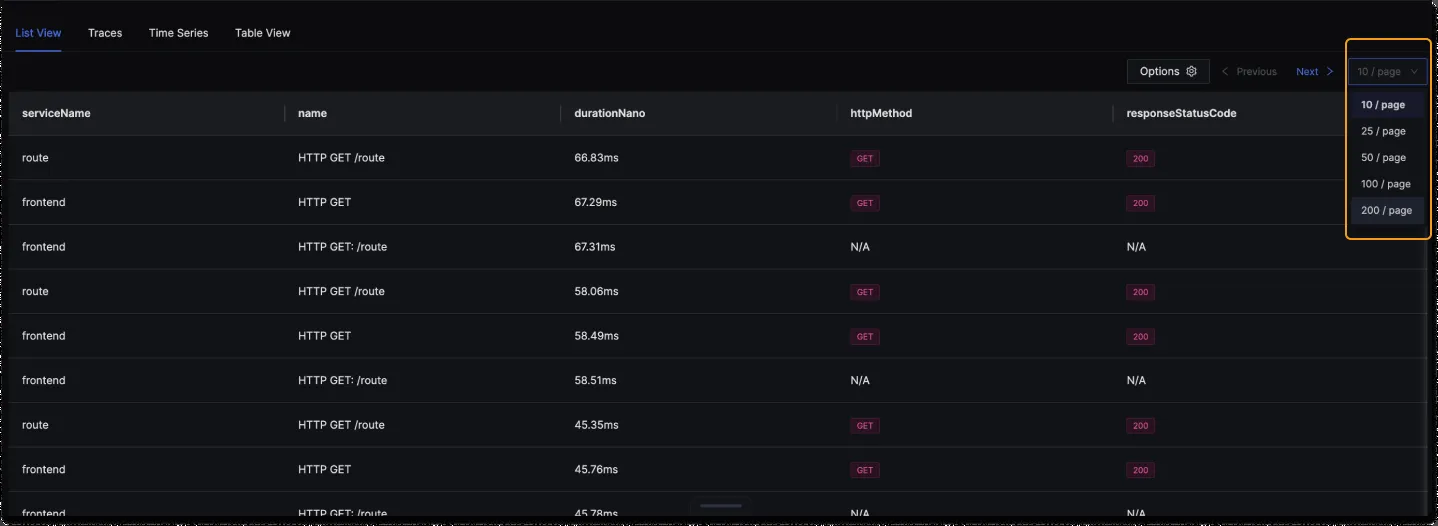 List View Traces Time Series Table View
Options Previous Next 10 / page
serviceName name durationNano httpMethod responseStatusCode
10 / page
25 / page
50 / page
100 / page
200 / page
route HTTP GET /route 66.83ms GET 200
frontend HTTP GET 67.29ms GET 200
frontend HTTP GET: /route 67.31ms N/A N/A
route HTTP GET /route 58.06ms GET 200
frontend HTTP GET 58.49ms GET 200
frontend HTTP GET: /route 58.51ms N/A N/A
route HTTP GET /route 45.35ms GET 200
frontend HTTP GET 45.76ms GET 200
frontend HTTP GET: /route 45.78ms N/A N/A